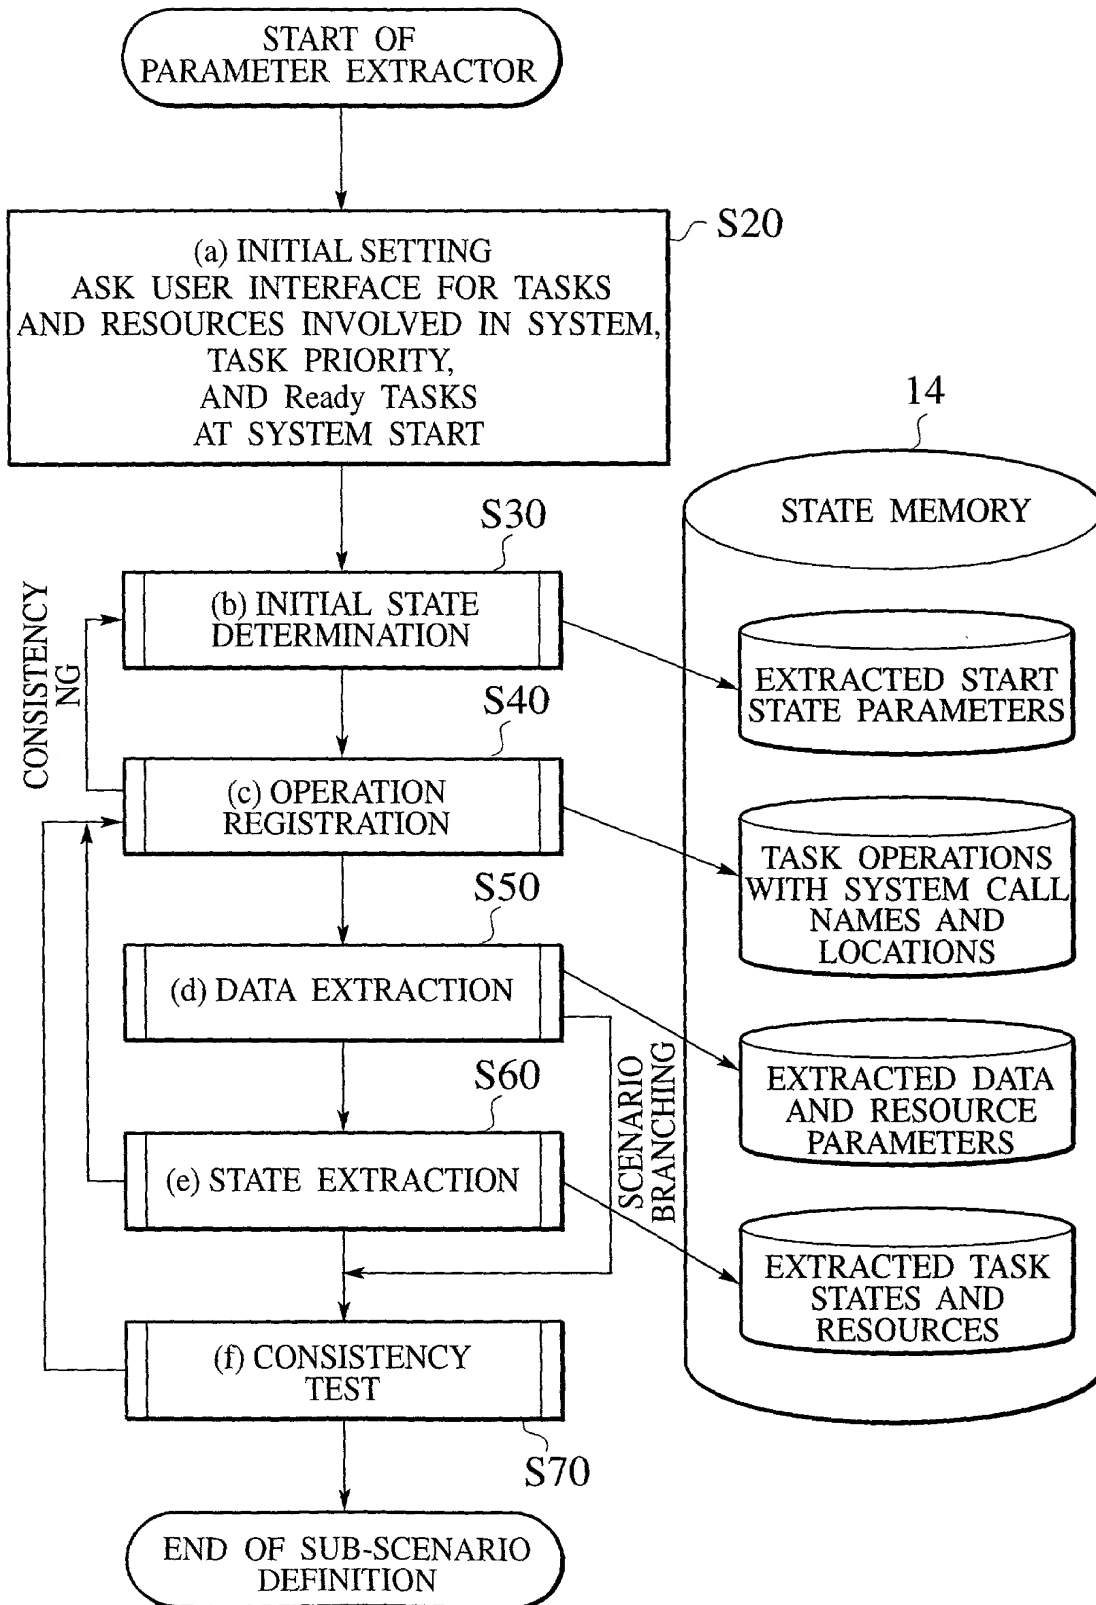 START OF
PARAMETER EXTRACTOR
S20
(a) INITIAL SETTING
ASK USER INTERFACE FOR TASKS
AND RESOURCES INVOLVED IN SYSTEM,
TASK PRIORITY,
AND Ready TASKS
AT SYSTEM START
14
STATE MEMORY
S30
(b) INITIAL STATE
DETERMINATION
CONSISTENCY
NG
EXTRACTED START
STATE PARAMETERS
S40
(c) OPERATION
REGISTRATION
TASK OPERATIONS
WITH SYSTEM CALL
NAMES AND
LOCATIONS
S50
(d) DATA EXTRACTION
SCENARIO
BRANCHING
EXTRACTED DATA
AND RESOURCE
PARAMETERS
S60
(e) STATE EXTRACTION
EXTRACTED TASK
STATES AND
RESOURCES
(f) CONSISTENCY
TEST
S70
END OF SUB-SCENARIO
DEFINITION